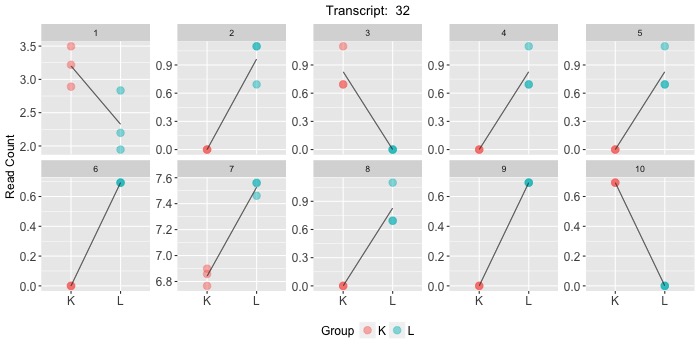 Transcript: 32
1 2 3 4 5
3.5 3.0 2.5 2.0
0.9 0.6 0.3 0.0
0.9 0.6 0.3 0.0
0.9 0.6 0.3 0.0
0.9 0.6 0.3 0.0
Read Count
6 7 8 9 10
0.6 0.4 0.2 0.0
7.6 7.4 7.2 7.0 6.8
0.9 0.6 0.3 0.0
0.6 0.4 0.2 0.0
0.6 0.4 0.2 0.0
K L K L K L K L K L
Group K L